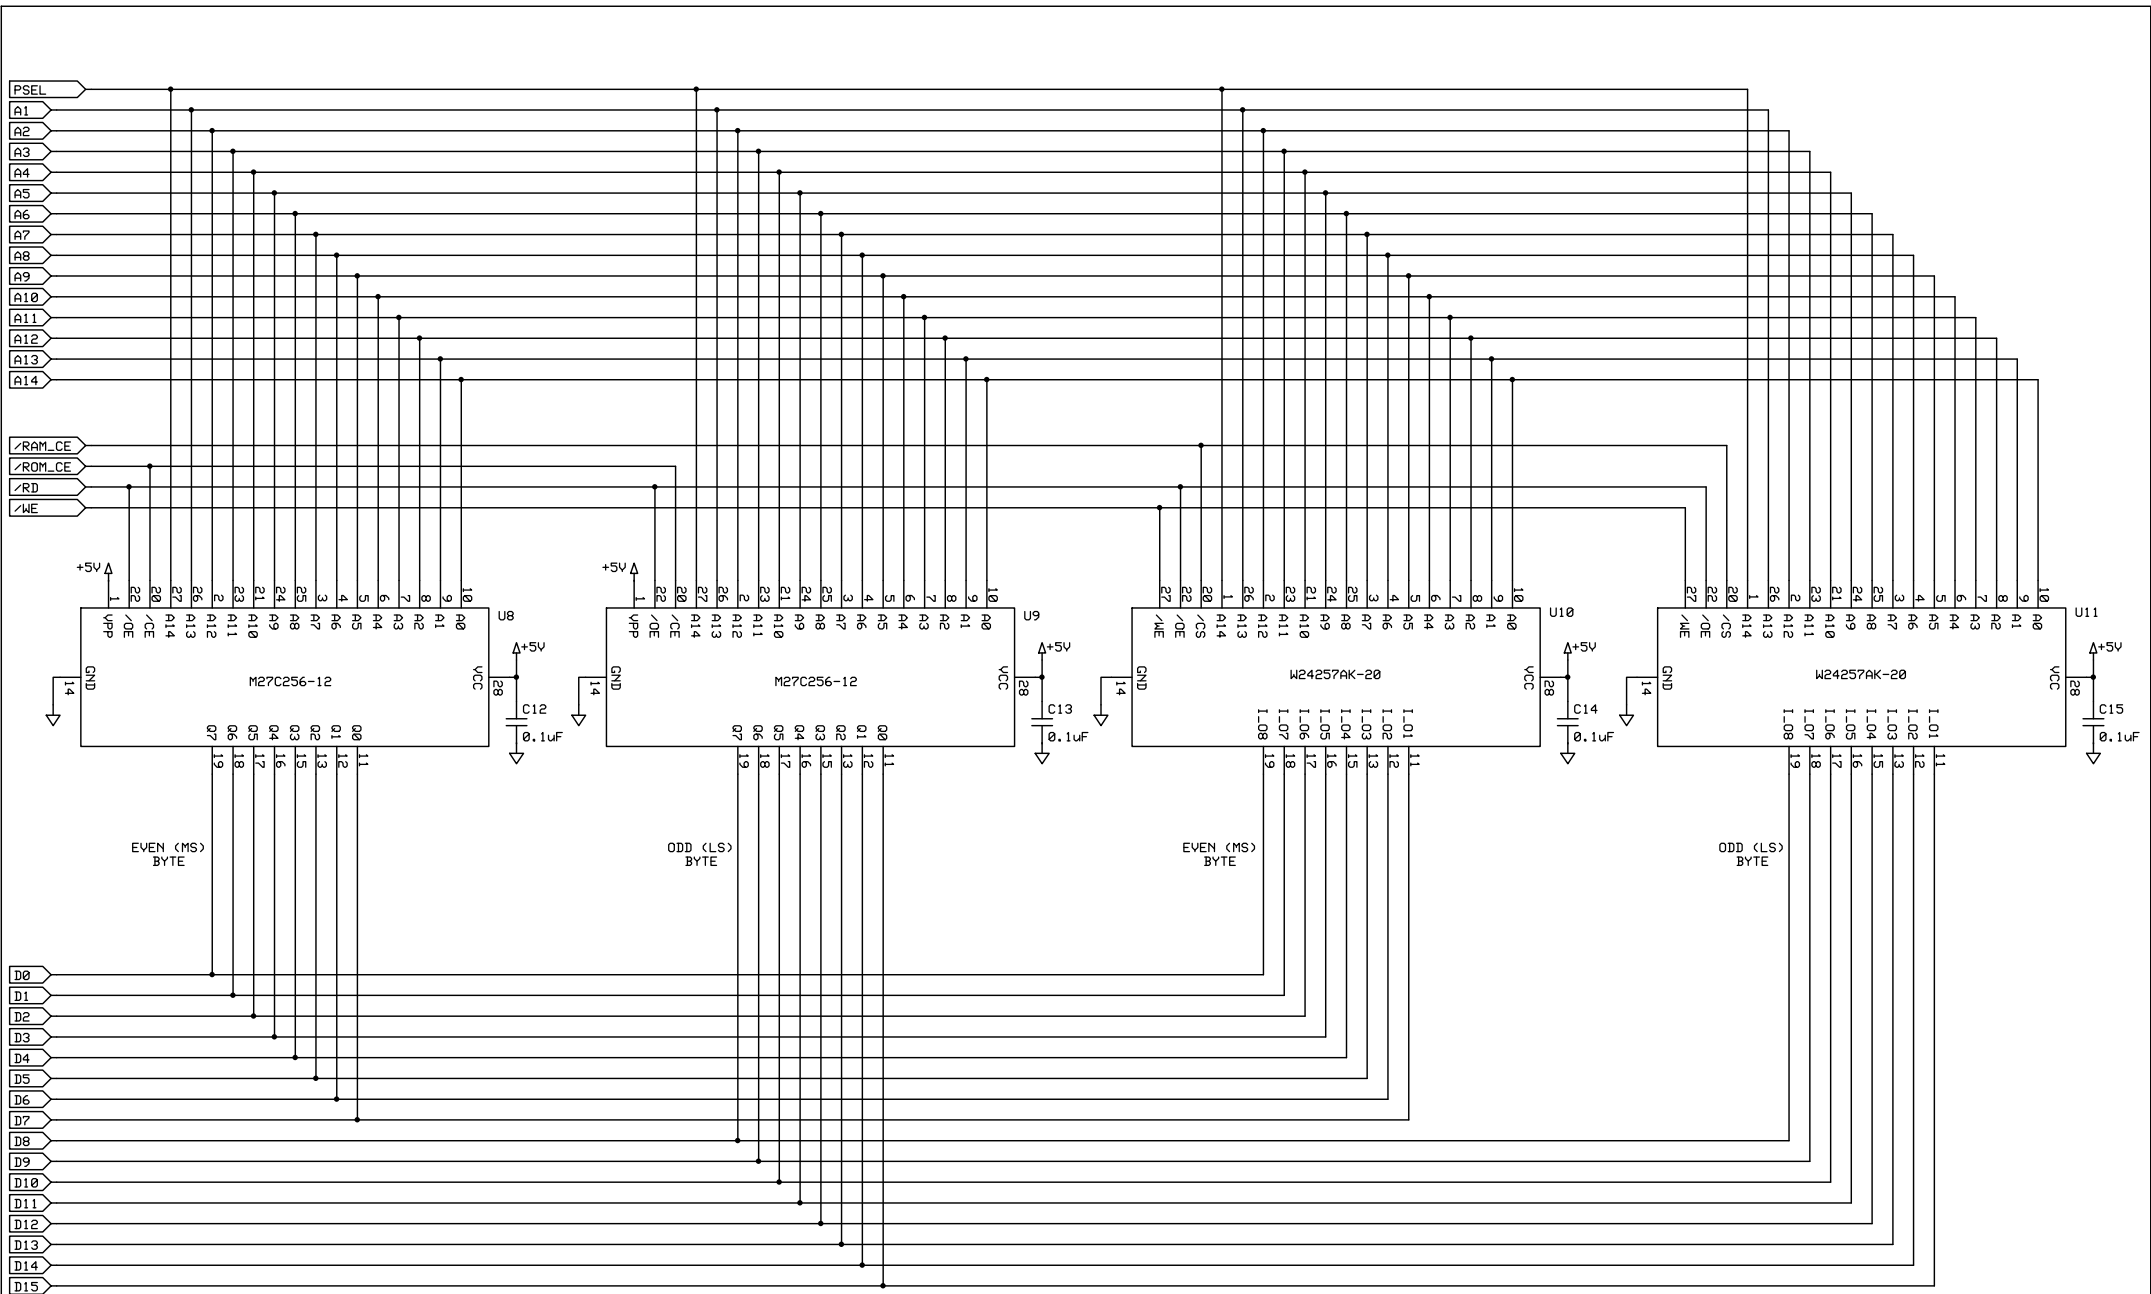 PSEL
A1
A2
A3
A4
A5
A6
A7
A8
A9
A10
A11
A12
A13
A14
/RAM_CE
/ROM_CE
/RD
/WE
+5V
1 22 20 27 26 2 23 21 24 25 3 4 5 6 7 8 9 10
VPP /OE /CE A14 A13 A12 A11 A10 A9 A8 A7 A6 A5 A4 A3 A2 A1 A0
U8
GND
14
M27C256-12
VCC
28
+5V
C12
0.1uF
Q7 Q6 Q5 Q4 Q3 Q2 Q1 Q0
19 18 17 16 15 13 12 11
EVEN (MS)
BYTE
+5V
1 22 20 27 26 2 23 21 24 25 3 4 5 6 7 8 9 10
VPP /OE /CE A14 A13 A12 A11 A10 A9 A8 A7 A6 A5 A4 A3 A2 A1 A0
U9
GND
14
M27C256-12
VCC
28
+5V
C13
0.1uF
Q7 Q6 Q5 Q4 Q3 Q2 Q1 Q0
19 18 17 16 15 13 12 11
ODD (LS)
BYTE
27 22 20 1 26 2 23 21 24 25 3 4 5 6 7 8 9 10
/WE /OE /CS A14 A13 A12 A11 A10 A9 A8 A7 A6 A5 A4 A3 A2 A1 A0
U10
GND
14
W24257AK-20
VCC
28
+5V
C14
0.1uF
I_O8 I_O7 I_O6 I_O5 I_O4 I_O3 I_O2 I_O1
19 18 17 16 15 13 12 11
EVEN (MS)
BYTE
27 22 20 1 26 2 23 21 24 25 3 4 5 6 7 8 9 10
/WE /OE /CS A14 A13 A12 A11 A10 A9 A8 A7 A6 A5 A4 A3 A2 A1 A0
U11
GND
14
W24257AK-20
VCC
28
+5V
C15
0.1uF
I_O8 I_O7 I_O6 I_O5 I_O4 I_O3 I_O2 I_O1
19 18 17 16 15 13 12 11
ODD (LS)
BYTE
D0
D1
D2
D3
D4
D5
D6
D7
D8
D9
D10
D11
D12
D13
D14
D15